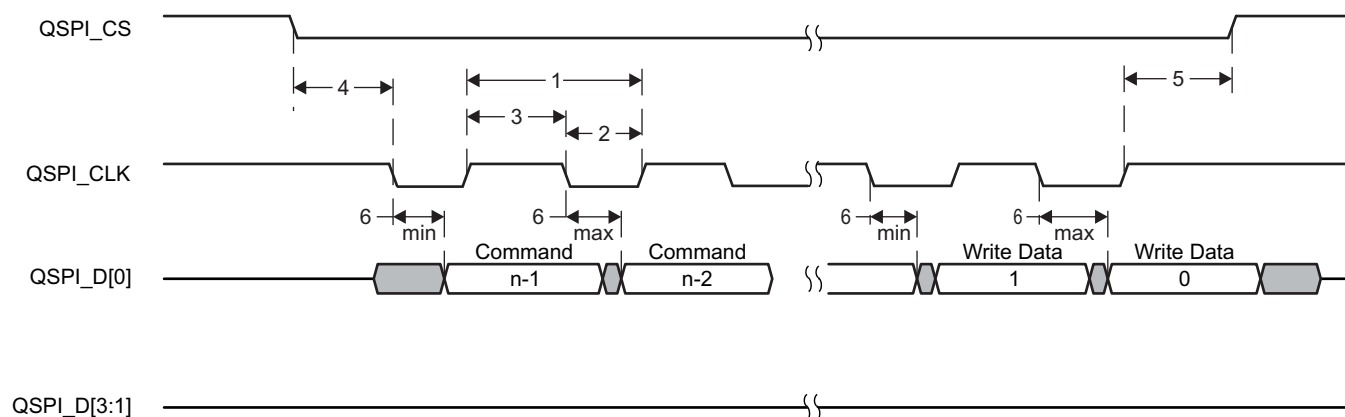 QSPI_CS
4
1
5
3
2
QSPI_CLK
6 min
6 max
6 min
6 max
Command Command Write Data Write Data
QSPI_D[0]
n-1 n-2 1 0
QSPI_D[3:1]